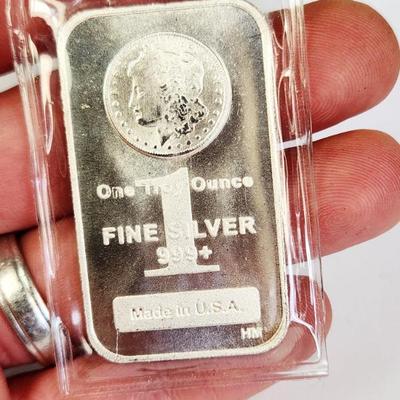 One Troy Ounce
1
FINE SILVER
999+
Made in U.S.A.
HM